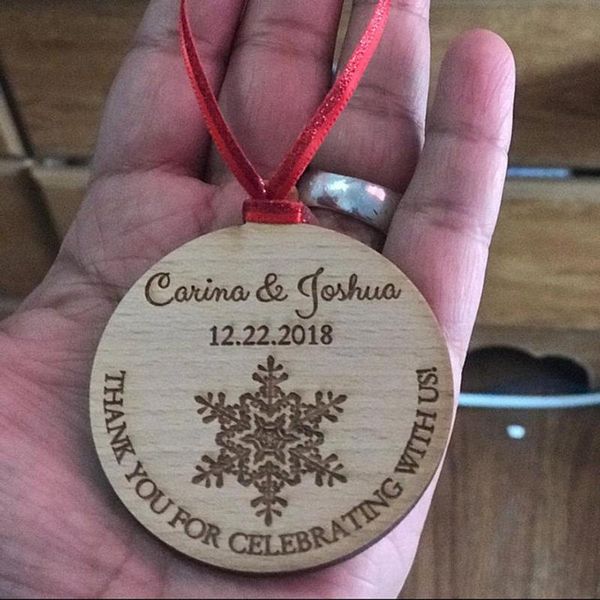 Carina & Joshua
12.22.2018
THANK YOU FOR CELEBRATING WITH US!